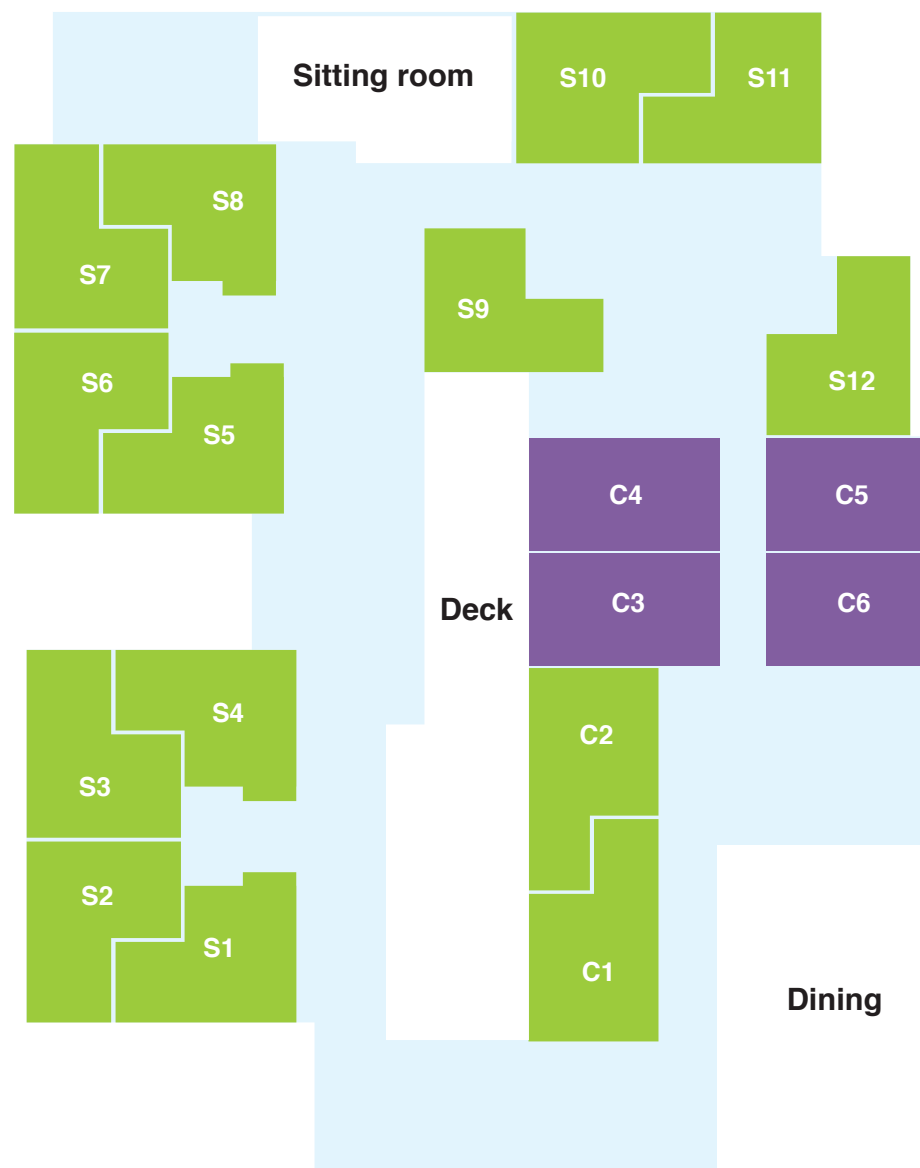 Sitting room
S10
S11
S8
S7
S9
S6
S5
S12
C4
C5
Deck
C3
C6
S4
C2
S3
S2
S1
C1
Dining